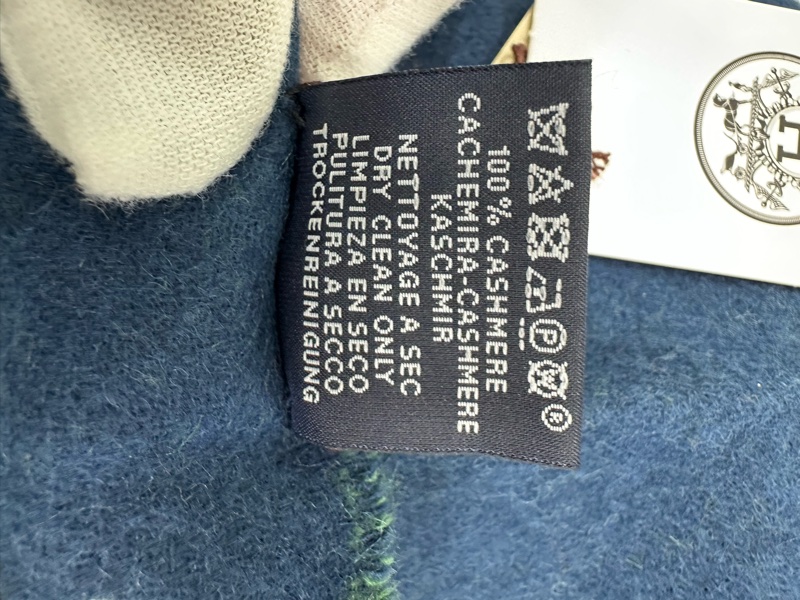 P W ®
100 % CASHMERE
CACHEMIRA-CASHMERE
KASCHMIR
NETTOYAGE A SEC
DRY CLEAN ONLY
LIMPIEZA EN SECO
PULITURA A SECCO
TROCKENREINIGUNG
H